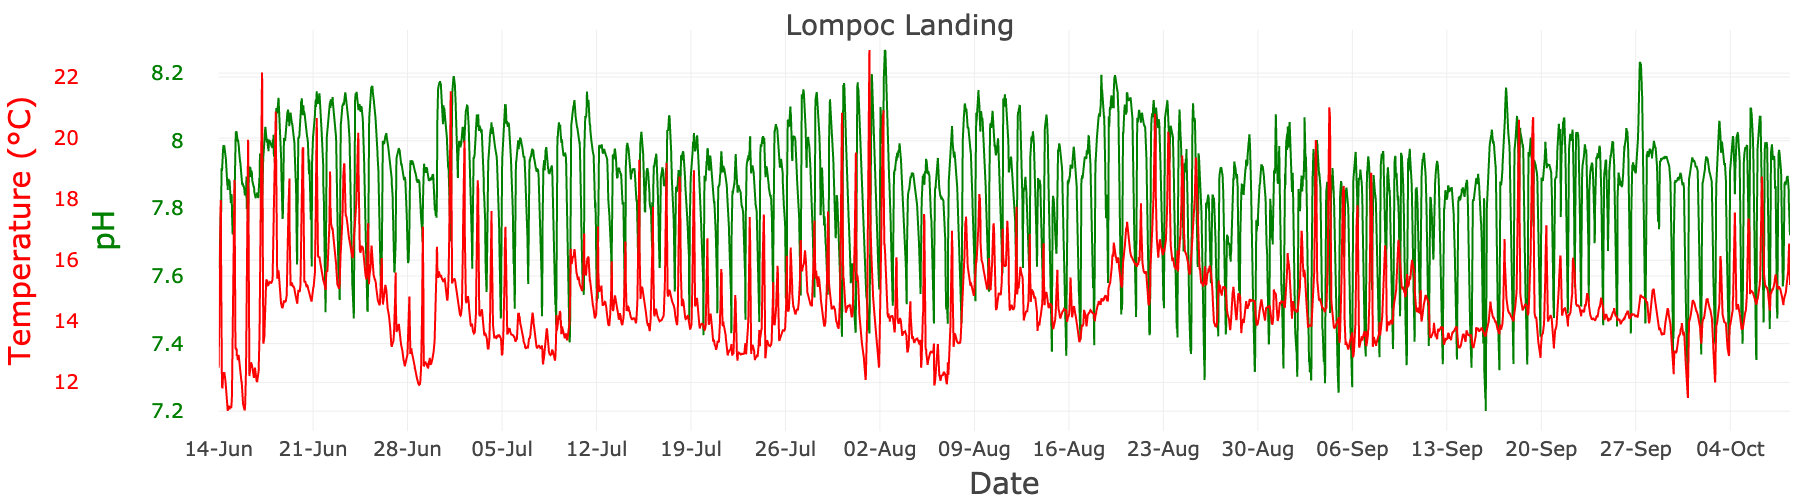 Lompoc Landing
Temperature (°C)
22
20
18
16
14
12
pH
8.2
8
7.8
7.6
7.4
7.2
14-Jun 21-Jun 28-Jun 05-Jul 12-Jul 19-Jul 26-Jul 02-Aug 09-Aug 16-Aug 23-Aug 30-Aug 06-Sep 13-Sep 20-Sep 27-Sep 04-Oct
Date